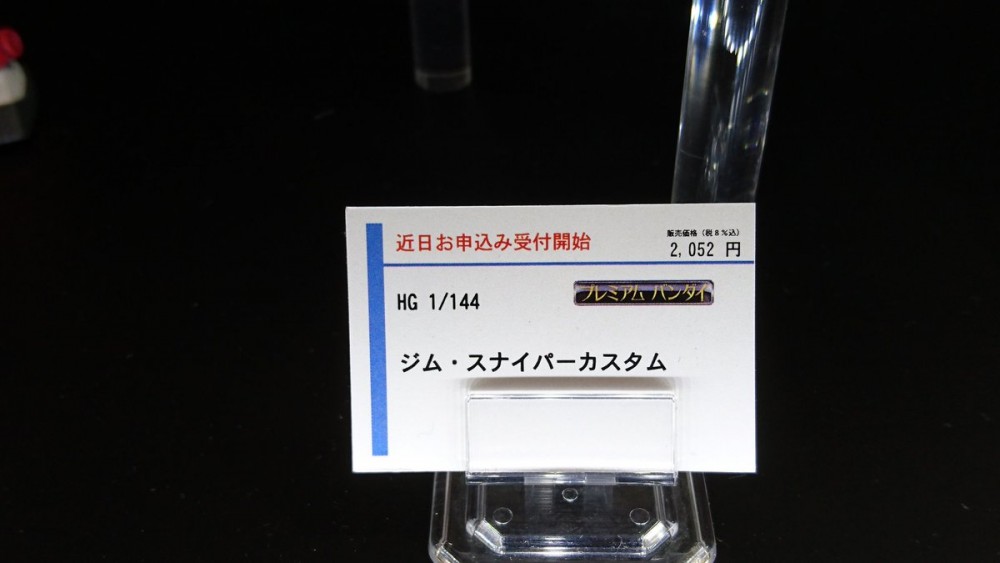 近日お申込み受付開始
販売価格（税8％込）
2,052 円
HG 1/144
プレミアム バンダイ
ジム・スナイパーカスタム